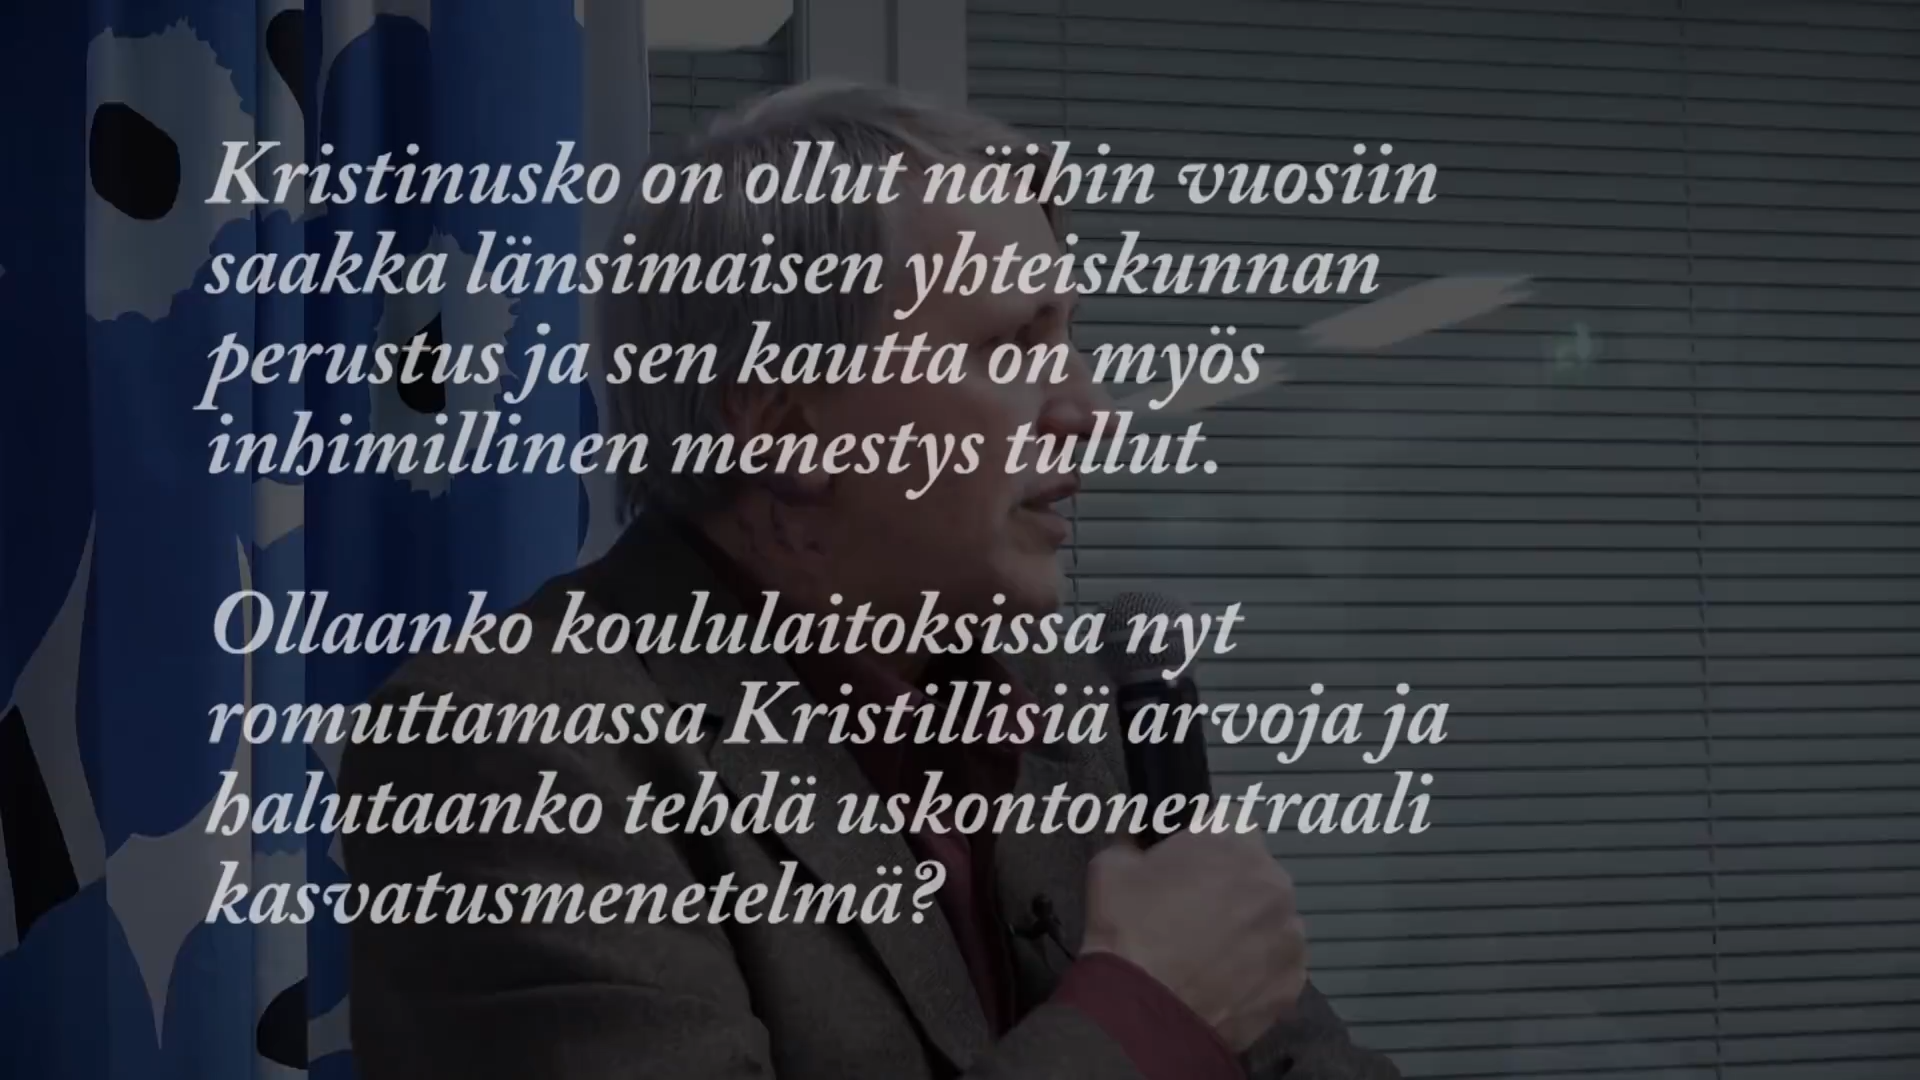 Kristinusko on ollut näihin vuosiin
saakka länsimaisen yhteiskunnan
perustus ja sen kautta on myös
inhimillinen menestys tullut.
Ollaanko koululaitoksissa nyt
romuttamassa Kristillisiä arvoja ja
halutaanko tehdä uskontoneutraali
kasvatusmenetelmä?